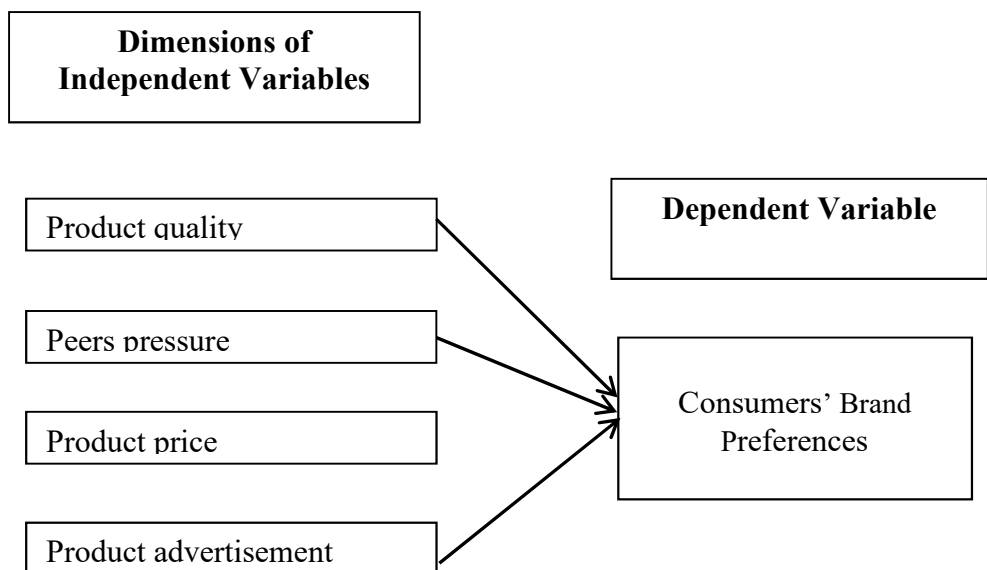 Dimensions of
Independent Variables
Product quality
Peers pressure
Product price
Product advertisement
Dependent Variable
Consumers’ Brand
Preferences